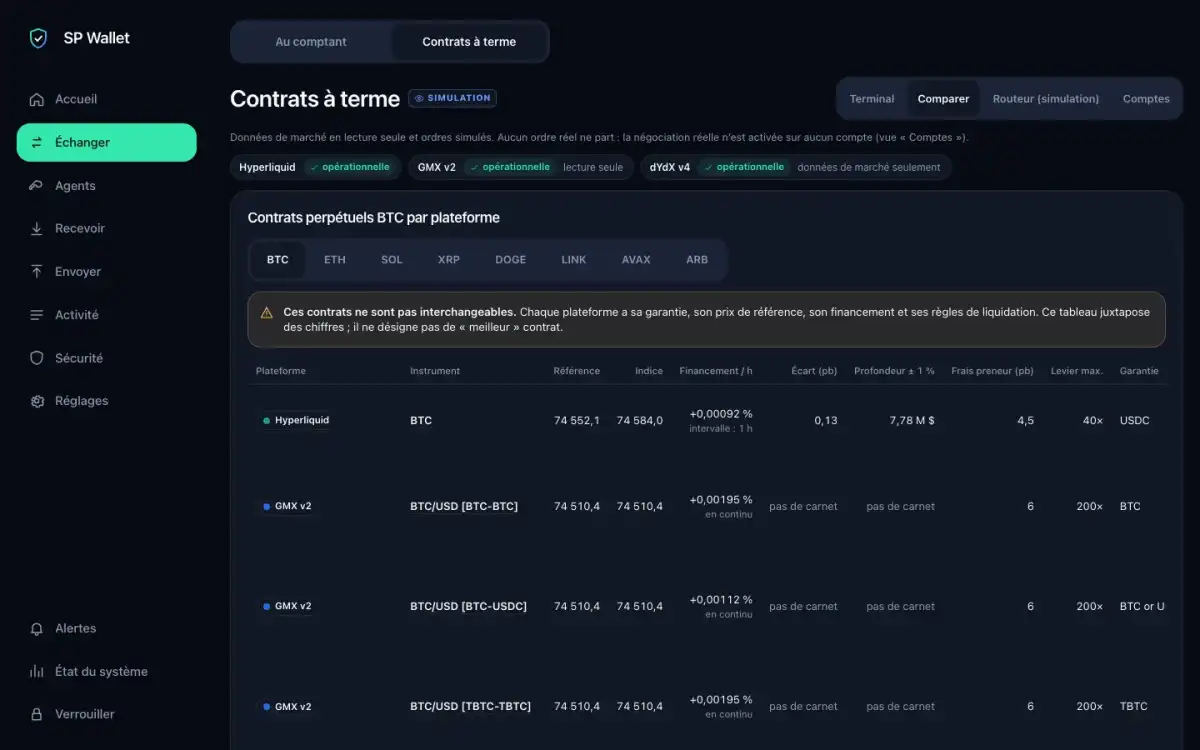 SP Wallet
Au comptant
Contrats à terme
Accueil
Échanger
Agents
Recevoir
Envoyer
Activité
Sécurité
Réglages
Alertes
État du système
Verrouiller
Contrats à terme
SIMULATION
Terminal
Comparer
Routeur (simulation)
Comptes
Données de marché en lecture seule et ordres simulés. Aucun ordre réel ne part : la négociation réelle n'est activée sur aucun compte (vue « Comptes »).
Hyperliquid opérationnelle
GMX v2 opérationnelle lecture seule
dYdX v4 opérationnelle données de marché seulement
Contrats perpétuels BTC par plateforme
BTC ETH SOL XRP DOGE LINK AVAX ARB
Ces contrats ne sont pas interchangeables. Chaque plateforme a sa garantie, son prix de référence, son financement et ses règles de liquidation. Ce tableau juxtapose
des chiffres ; il ne désigne pas de « meilleur » contrat.
Plateforme Instrument Référence Indice Financement / h Écart (pb) Profondeur ± 1 % Frais preneur (pb) Levier max. Garantie
Hyperliquid BTC 74 552,1 74 584,0 +0,00092 % 0,13 7,78 M $ 4,5 40× USDC
intervalle : 1 h
GMX v2 BTC/USD [BTC-BTC] 74 510,4 74 510,4 +0,00195 % pas de carnet pas de carnet 6 200× BTC
en continu
GMX v2 BTC/USD [BTC-USDC] 74 510,4 74 510,4 +0,00112 % pas de carnet pas de carnet 6 200× BTC or U
en continu
GMX v2 BTC/USD [TBTC-TBTC] 74 510,4 74 510,4 +0,00195 % pas de carnet pas de carnet 6 200× TBTC
en continu